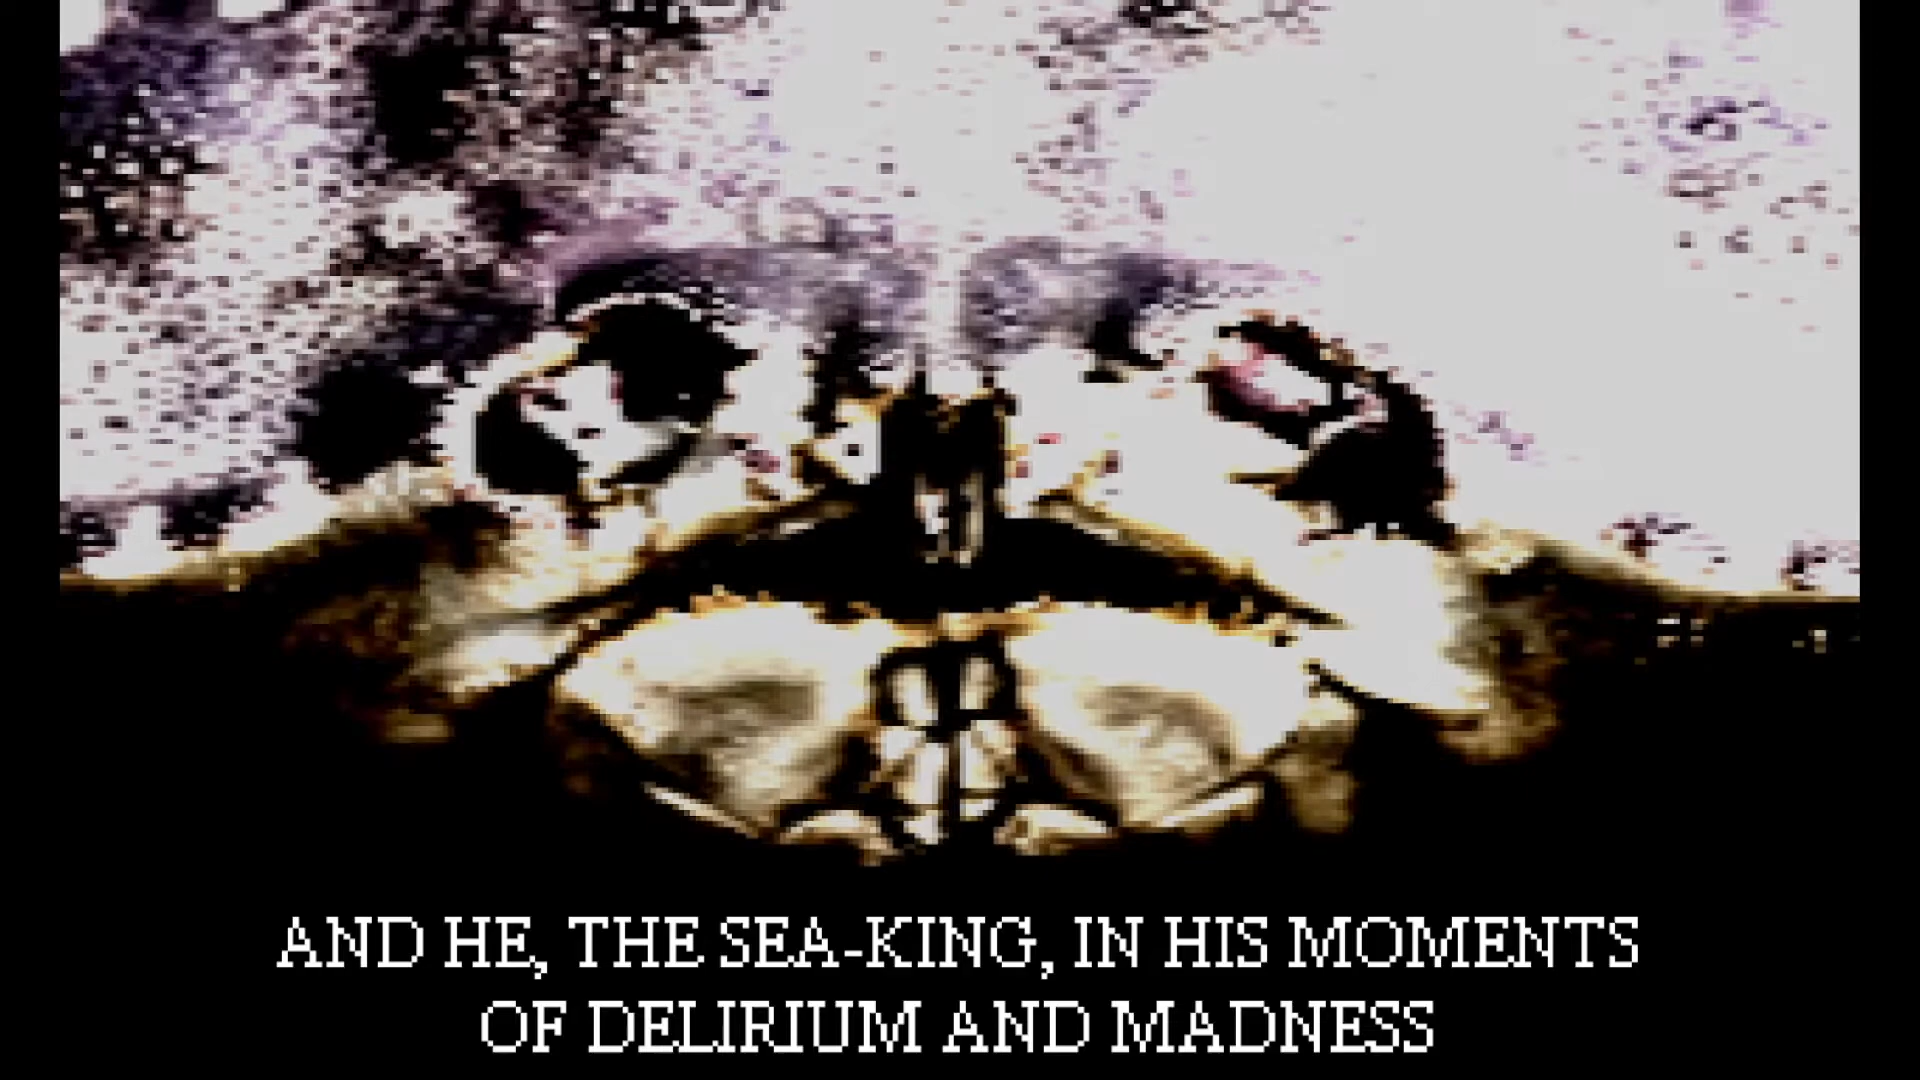 AND HE, THE SEA-KING, IN HIS MOMENTS
OF DELIRIUM AND MADNESS